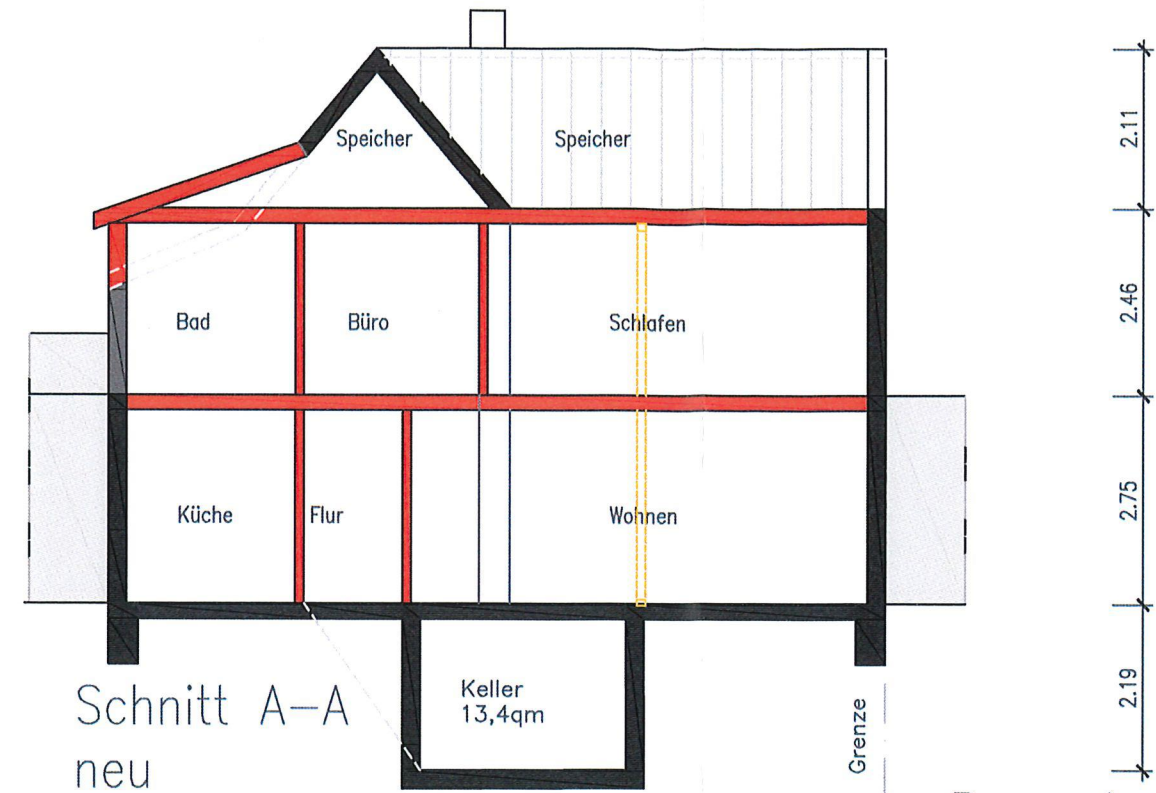 Speicher
Speicher
2.11
Bad
Büro
Schlafen
2.46
Küche
Flur
Wohnen
2.75
Keller
13,4qm
2.19
Schnitt A–A
neu
Grenze